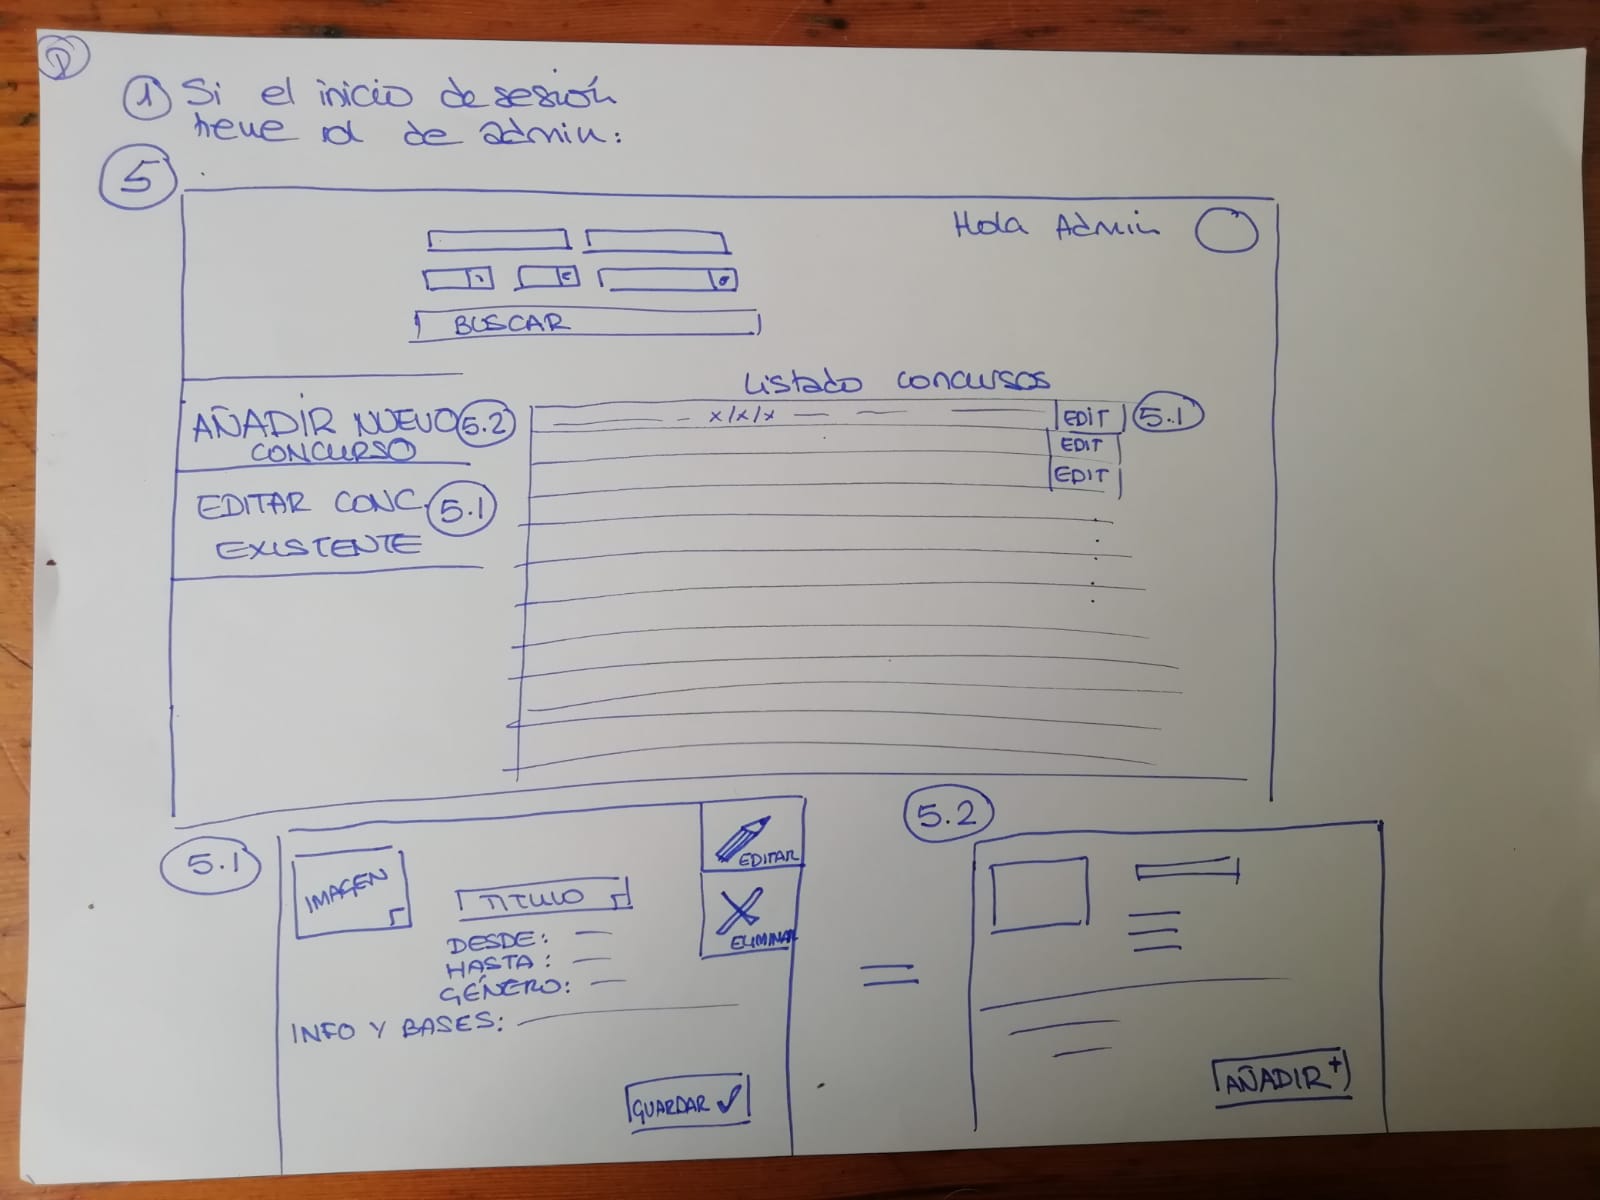 ① Si el inicio de sesión
tiene rol de admin:
5
Hola Admin
BUSCAR
Listado concursos
AÑADIR NUEVO 5.2
CONCURSO
x/x/x
EDIT 5.1
EDIT
EDIT
EDITAR CONC. 5.1
EXISTENTE
5.1
IMAGEN
TITULO
EDITAR
X
ELIMINAR
DESDE:
HASTA:
GÉNERO:
INFO Y BASES:
GUARDAR ✓
=
5.2
AÑADIR +